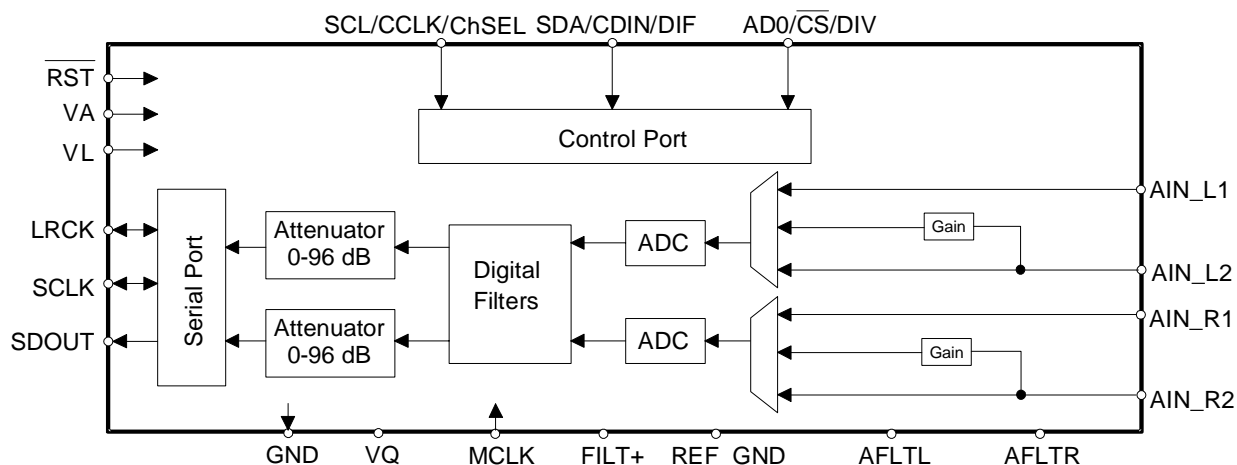 SCL/CCLK/ChSEL SDA/CDIN/DIF AD0/CS/DIV
RST
VA
VL
Control Port
AIN_L1
LRCK
Attenuator
0-96 dB
ADC
Gain
Serial Port
Digital
Filters
SCLK
AIN_L2
AIN_R1
SDOUT
Attenuator
0-96 dB
ADC
Gain
AIN_R2
GND VQ MCLK FILT+ REF GND AFLTL AFLTR